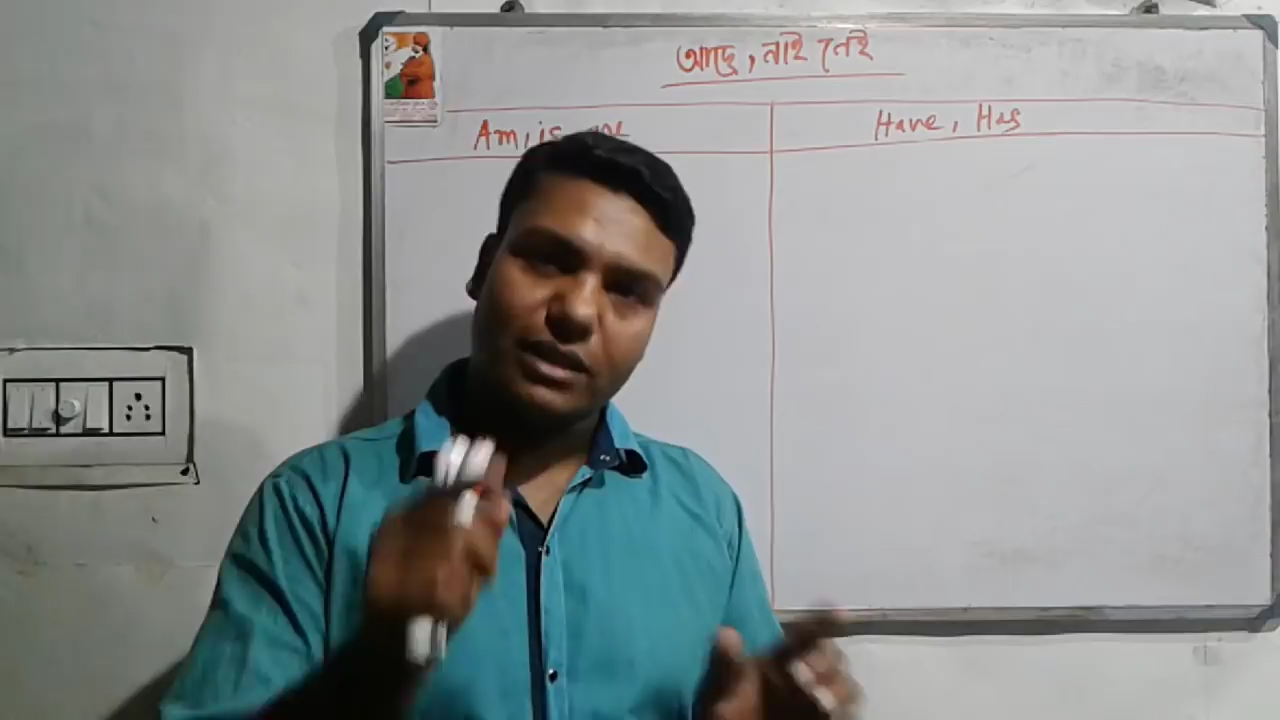 আছে, নাই নেই
Am, is are
Have, Has